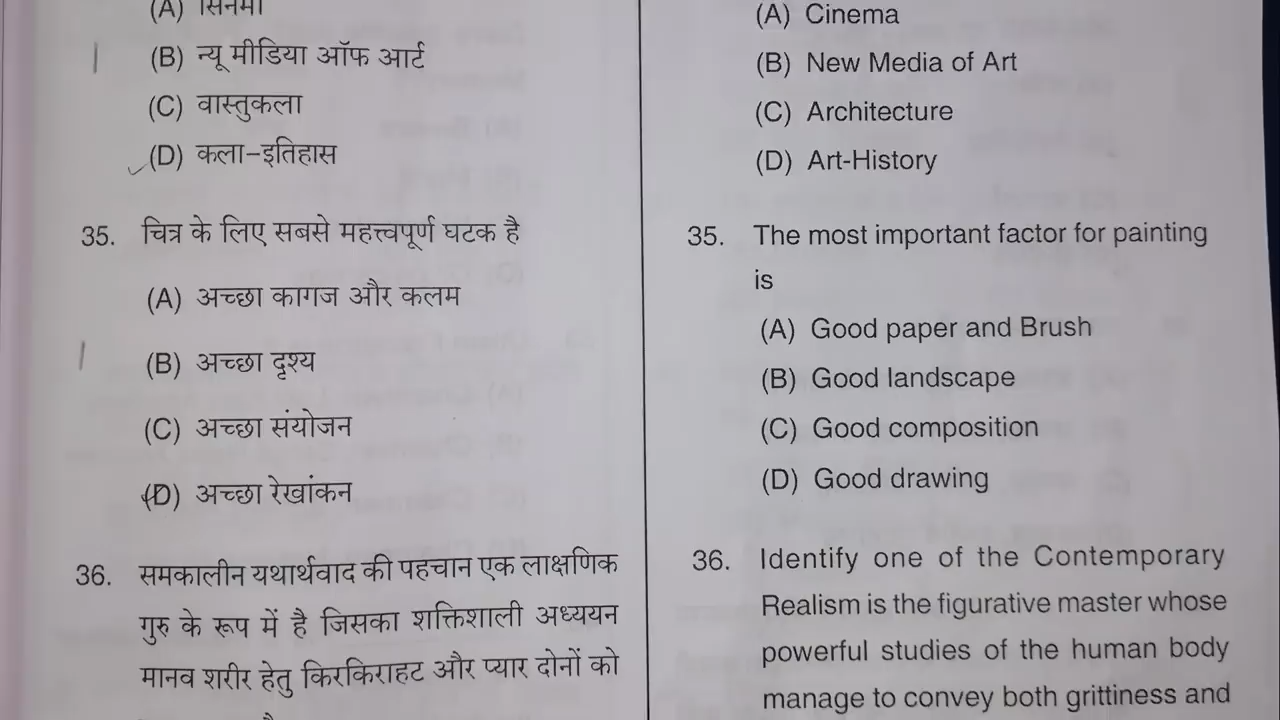 (A) सिनेमा
(B) न्यू मीडिया ऑफ आर्ट
(C) वास्तुकला
(D) कला-इतिहास
35. चित्र के लिए सबसे महत्त्वपूर्ण घटक है
(A) अच्छा कागज और कलम
(B) अच्छा दृश्य
(C) अच्छा संयोजन
(D) अच्छा रेखांकन
36. समकालीन यथार्थवाद की पहचान एक लाक्षणिक
गुरु के रूप में है जिसका शक्तिशाली अध्ययन
मानव शरीर हेतु किरकिराहट और प्यार दोनों को
(A) Cinema
(B) New Media of Art
(C) Architecture
(D) Art-History
35. The most important factor for painting
is
(A) Good paper and Brush
(B) Good landscape
(C) Good composition
(D) Good drawing
36. Identify one of the Contemporary
Realism is the figurative master whose
powerful studies of the human body
manage to convey both grittiness and